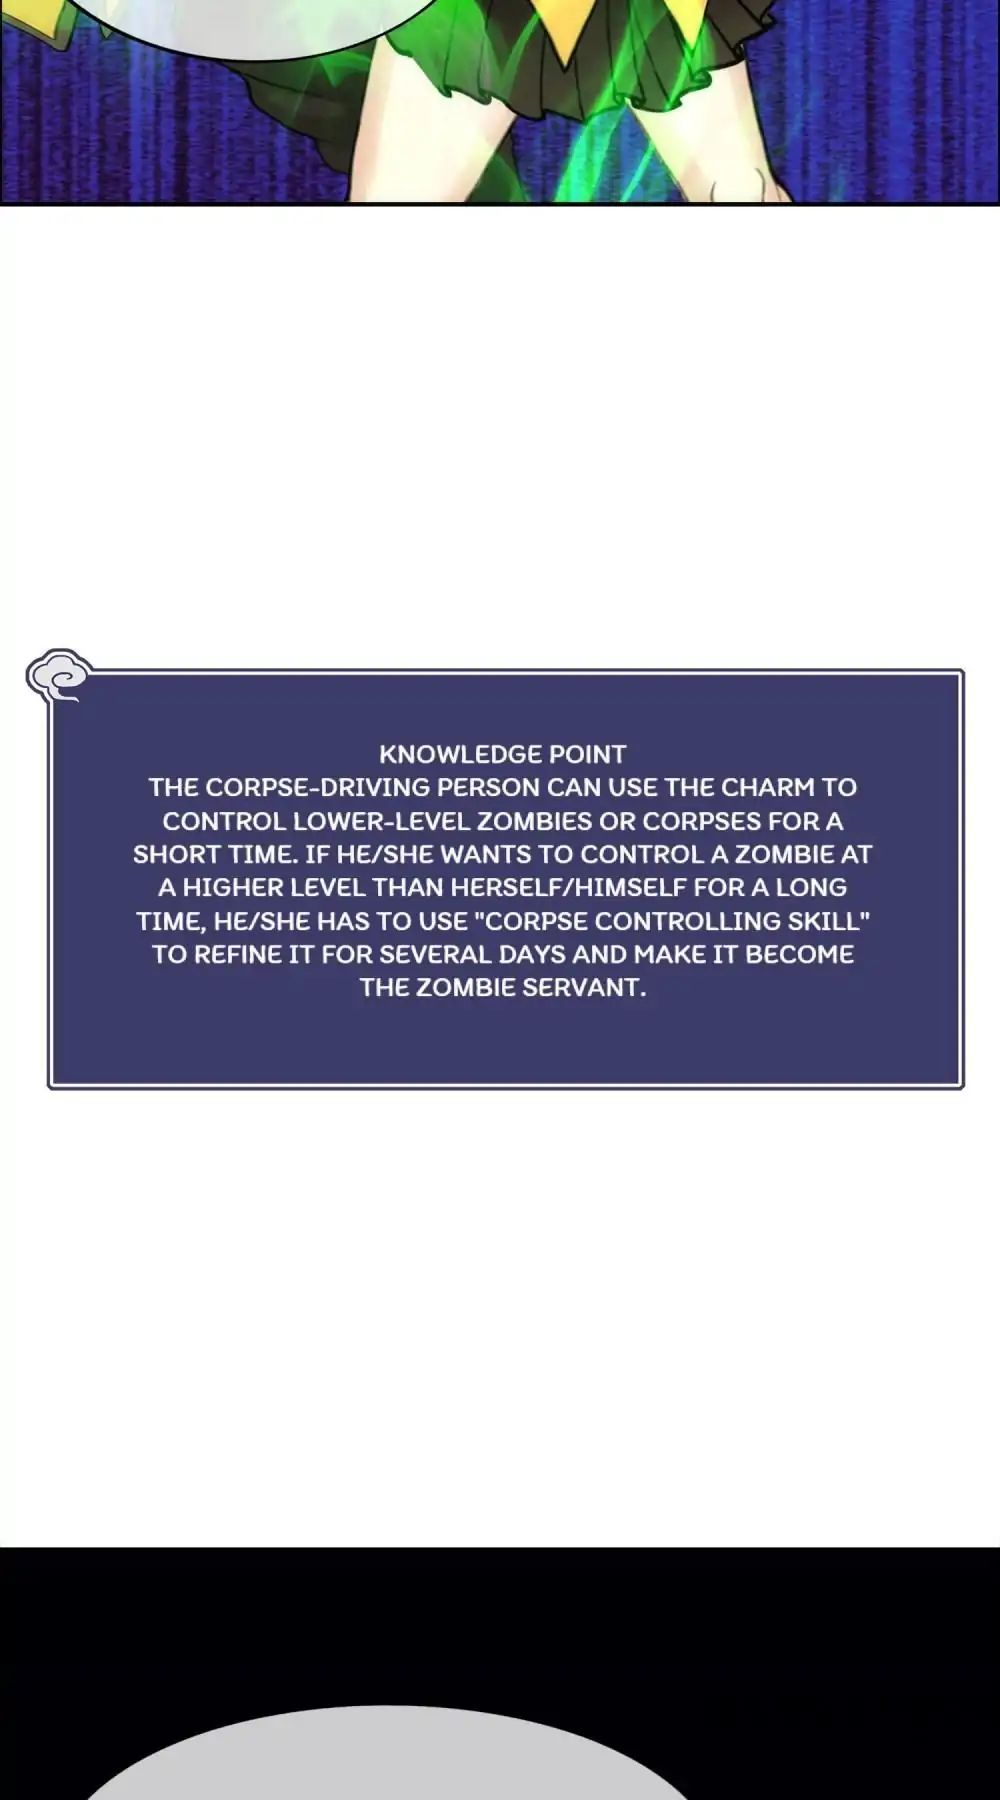 KNOWLEDGE POINT
THE CORPSE-DRIVING PERSON CAN USE THE CHARM TO
CONTROL LOWER-LEVEL ZOMBIES OR CORPSES FOR A
SHORT TIME. IF HE/SHE WANTS TO CONTROL A ZOMBIE AT
A HIGHER LEVEL THAN HERSELF/HIMSELF FOR A LONG
TIME, HE/SHE HAS TO USE "CORPSE CONTROLLING SKILL"
TO REFINE IT FOR SEVERAL DAYS AND MAKE IT BECOME
THE ZOMBIE SERVANT.